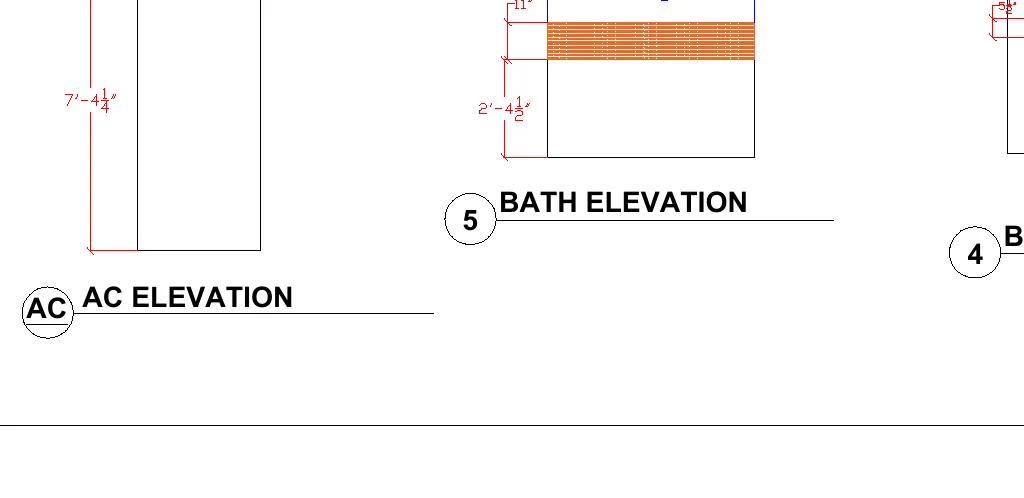 11"
7'-4 1/4"
2'-4 1/2"
5 BATH ELEVATION
4 B
AC AC ELEVATION